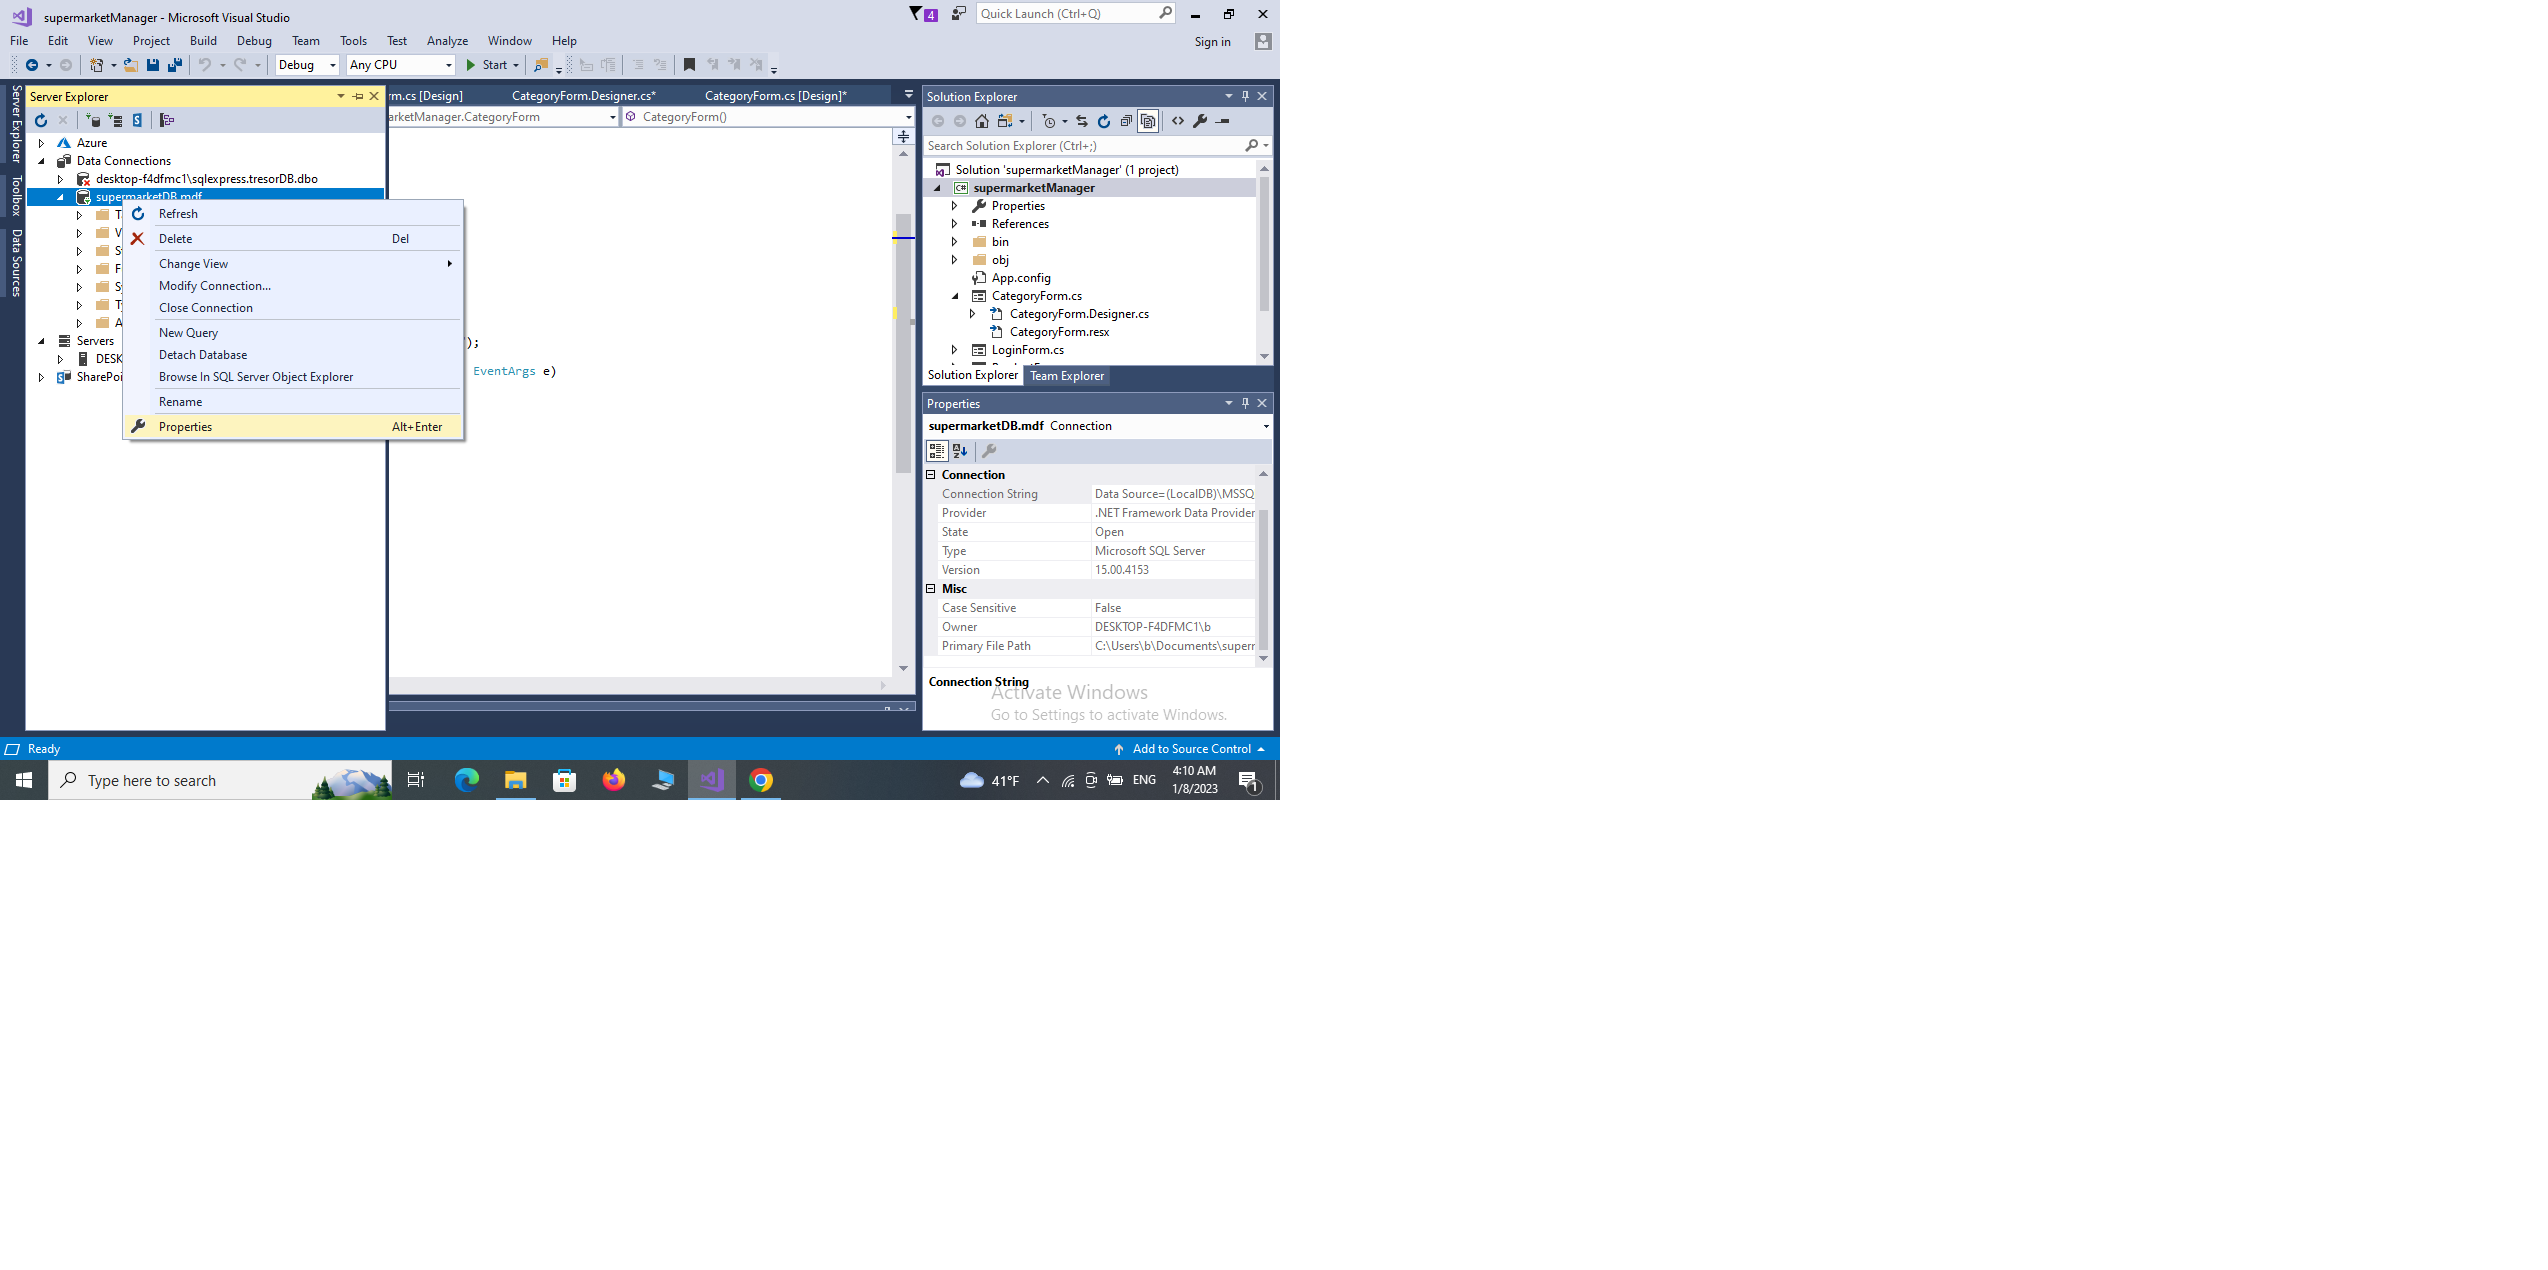 supermarketManager - Microsoft Visual Studio
4
Quick Launch (Ctrl+Q)
File Edit View Project Build Debug Team Tools Test Analyze Window Help
Sign in
Debug Any CPU Start
Server Explorer
Toolbox
Data Sources
Server Explorer
Azure
Data Connections
desktop-f4dfmc1\sqlexpress.tresorDB.dbo
supermarketDB.mdf
Servers
DESK
SharePoi
Refresh
Delete Del
Change View
Modify Connection...
Close Connection
New Query
Detach Database
Browse In SQL Server Object Explorer
Rename
Properties Alt+Enter
rm.cs [Design] CategoryForm.Designer.cs* CategoryForm.cs [Design]*
arketManager.CategoryForm CategoryForm()
");
EventArgs e)
Solution Explorer
Search Solution Explorer (Ctrl+;)
Solution 'supermarketManager' (1 project)
C# supermarketManager
Properties
References
bin
obj
App.config
CategoryForm.cs
CategoryForm.Designer.cs
CategoryForm.resx
LoginForm.cs
Solution Explorer Team Explorer
Properties
supermarketDB.mdf Connection
Connection
Connection String Data Source=(LocalDB)\MSSQ
Provider .NET Framework Data Provider
State Open
Type Microsoft SQL Server
Version 15.00.4153
Misc
Case Sensitive False
Owner DESKTOP-F4DFMC1\b
Primary File Path C:\Users\b\Documents\superr
Connection String
Activate Windows
Go to Settings to activate Windows.
Ready
Add to Source Control
Type here to search
41°F
ENG
4:10 AM
1/8/2023
1